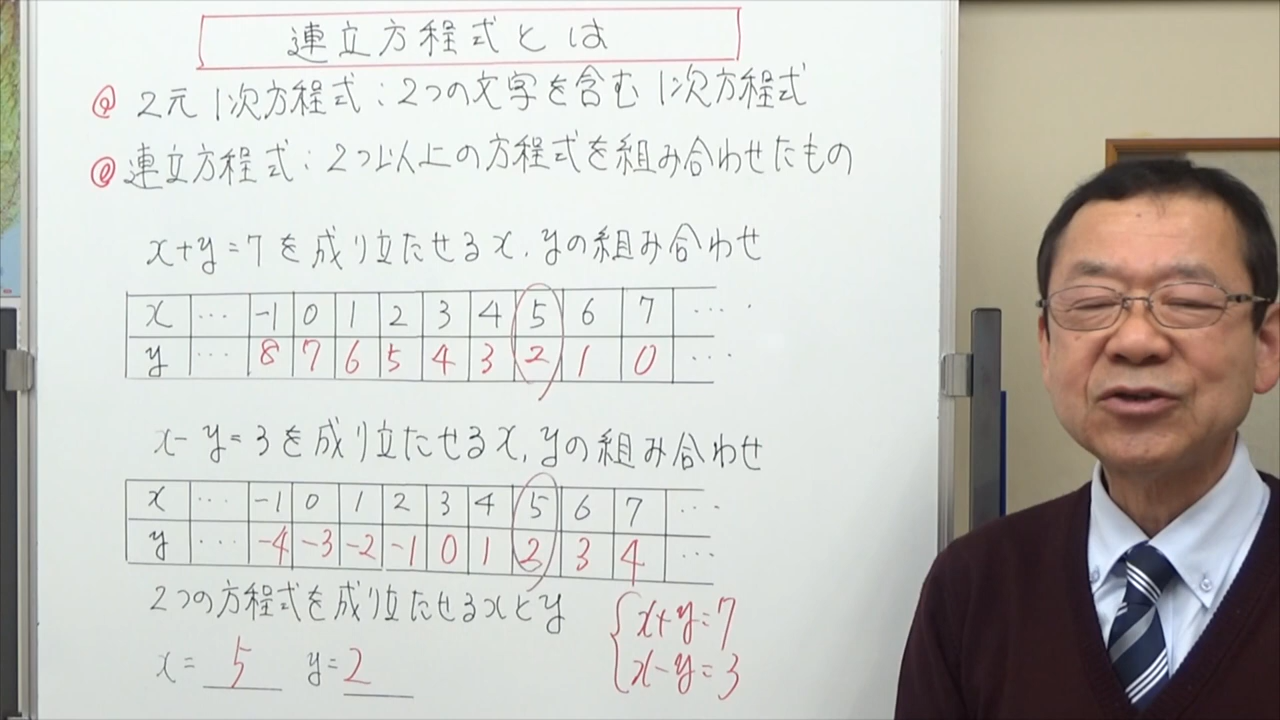 連立方程式とは
@ 2元1次方程式:2つの文字を含む1次方程式
@ 連立方程式:2つ以上の方程式を組み合わせたもの
x+y=7を成り立たせるx,yの組み合わせ
x … -1 0 1 2 3 4 5 6 7 …
y … 8 7 6 5 4 3 2 1 0 …
x-y=3を成り立たせるx,yの組み合わせ
x … -1 0 1 2 3 4 5 6 7 …
y … -4 -3 -2 -1 0 1 2 3 4 …
2つの方程式を成り立たせるxとy
x=5 y=2
x+y=7
x-y=3